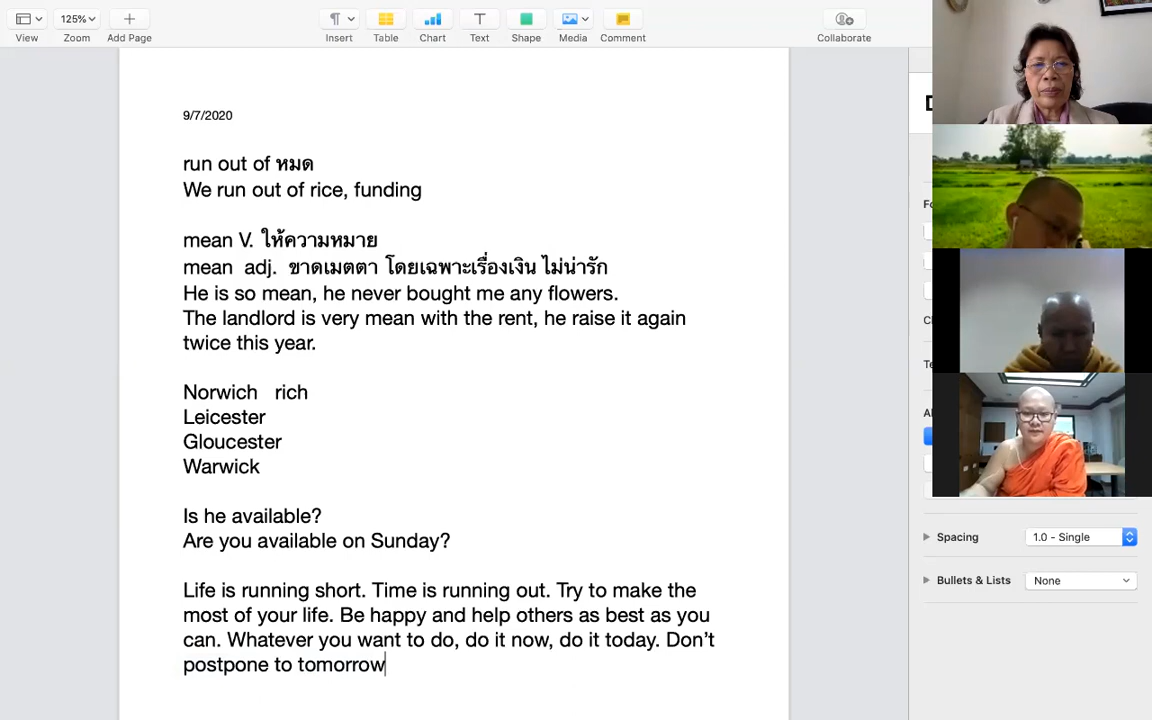 125%
View
Zoom
Add Page
Insert
Table
Chart
Text
Shape
Media
Comment
Collaborate
9/7/2020
run out of หมด
We run out of rice, funding
mean V. ให้ความหมาย
mean adj. ขาดเมตตา โดยเฉพาะเรื่องเงิน ไม่น่ารัก
He is so mean, he never bought me any flowers.
The landlord is very mean with the rent, he raise it again
twice this year.
Norwich rich
Leicester
Gloucester
Warwick
Is he available?
Are you available on Sunday?
Life is running short. Time is running out. Try to make the
most of your life. Be happy and help others as best as you
can. Whatever you want to do, do it now, do it today. Don't
postpone to tomorrow
Spacing 1.0 - Single
Bullets & Lists None